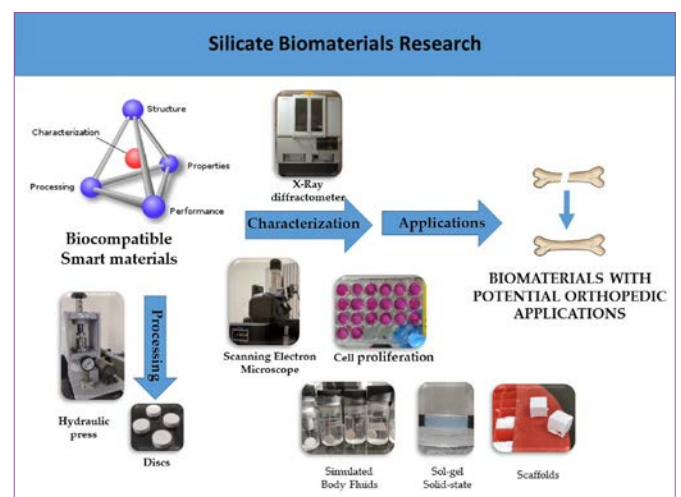 Silicate Biomaterials Research
Structure
Characterization
Properties
Processing
Performance
Biocompatible
Smart materials
X-Ray
diffractometer
Characterization
Applications
BIOMATERIALS WITH
POTENTIAL ORTHOPEDIC
APPLICATIONS
Processing
Hydraulic
press
Discs
Scanning Electron
Microscope
Cell proliferation
Simulated
Body Fluids
Sol-gel
Solid-state
Scaffolds